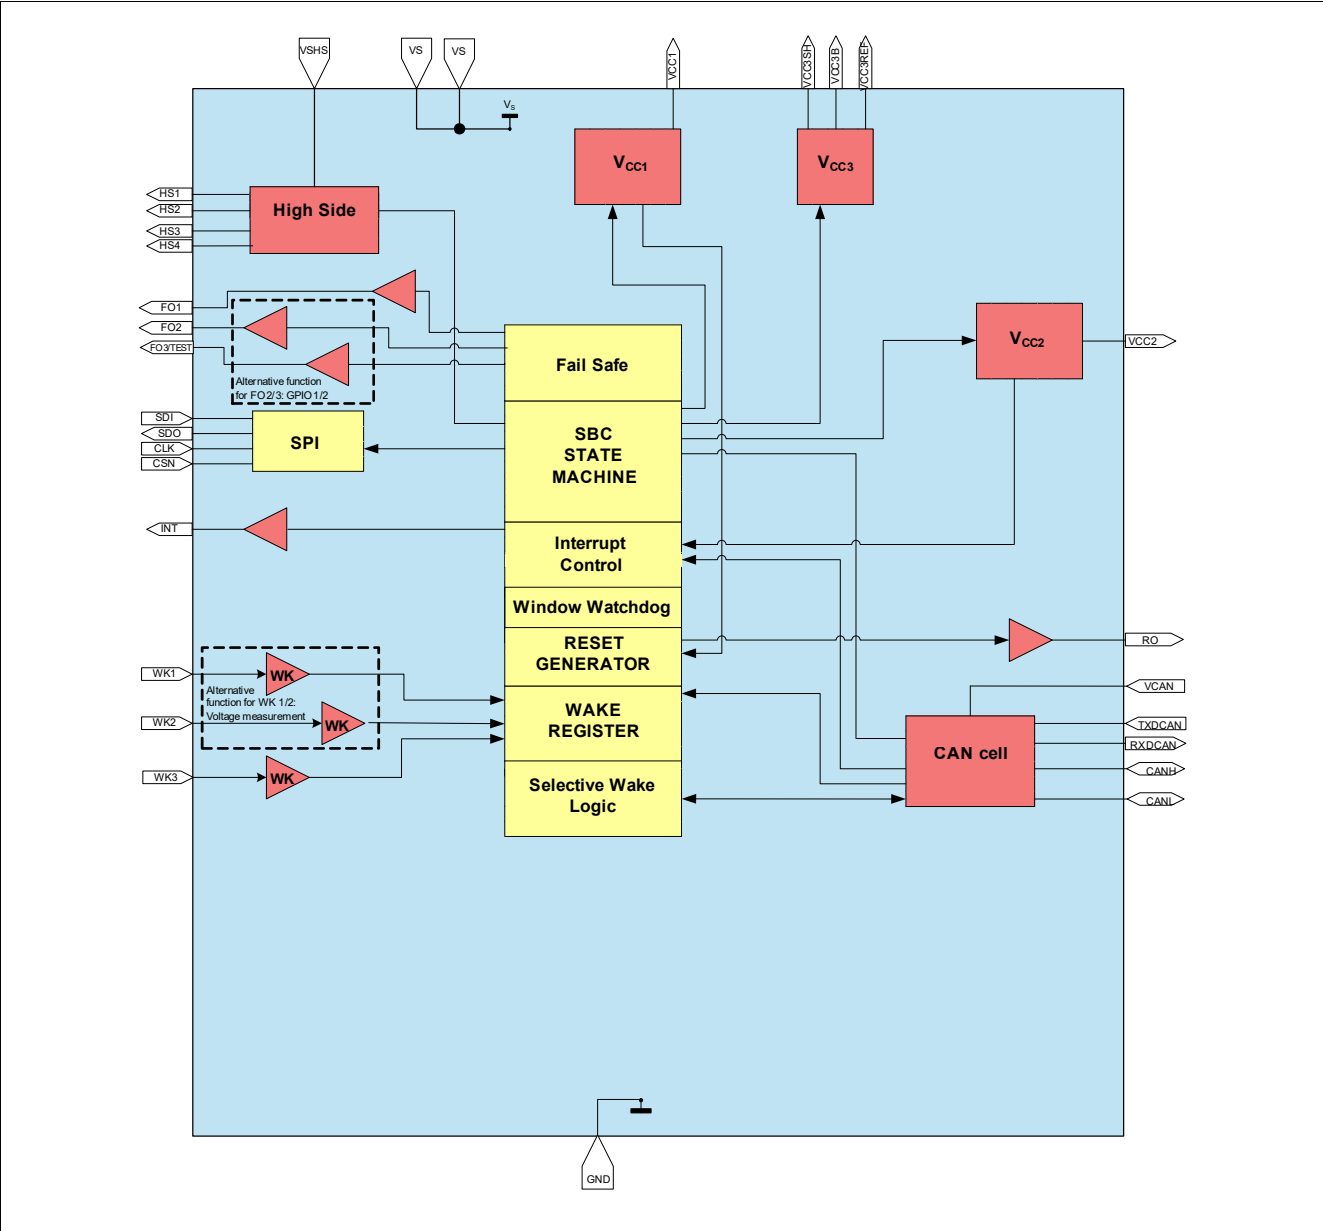 VSHS
VS
VS
VCC1
VCC3SH
VCC3B
VCC3REF
VS
VCC1
VCC3
HS1
HS2
HS3
HS4
High Side
FO1
FO2
FO3/TEST
Alternative function
for FO2/3: GPIO1/2
Fail Safe
VCC2
VCC2
SDI
SDO
CLK
CSN
SPI
SBC
STATE
MACHINE
INT
Interrupt
Control
Window Watchdog
RESET
GENERATOR
RO
WK1
WK
Alternative
function for WK 1/2:
Voltage measurement
WK2
WK
WK3
WK
WAKE
REGISTER
Selective Wake
Logic
CAN cell
VCAN
TXDCAN
RXDCAN
CANH
CANL
GND